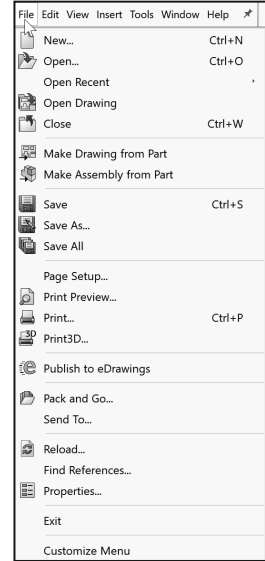 File Edit View Insert Tools Window Help
New... Ctrl+N
Open... Ctrl+O
Open Recent
Open Drawing
Close Ctrl+W
Make Drawing from Part
Make Assembly from Part
Save Ctrl+S
Save As...
Save All
Page Setup...
Print Preview...
Print... Ctrl+P
3D Print3D...
Publish to eDrawings
Pack and Go...
Send To...
Reload...
Find References...
Properties...
Exit
Customize Menu